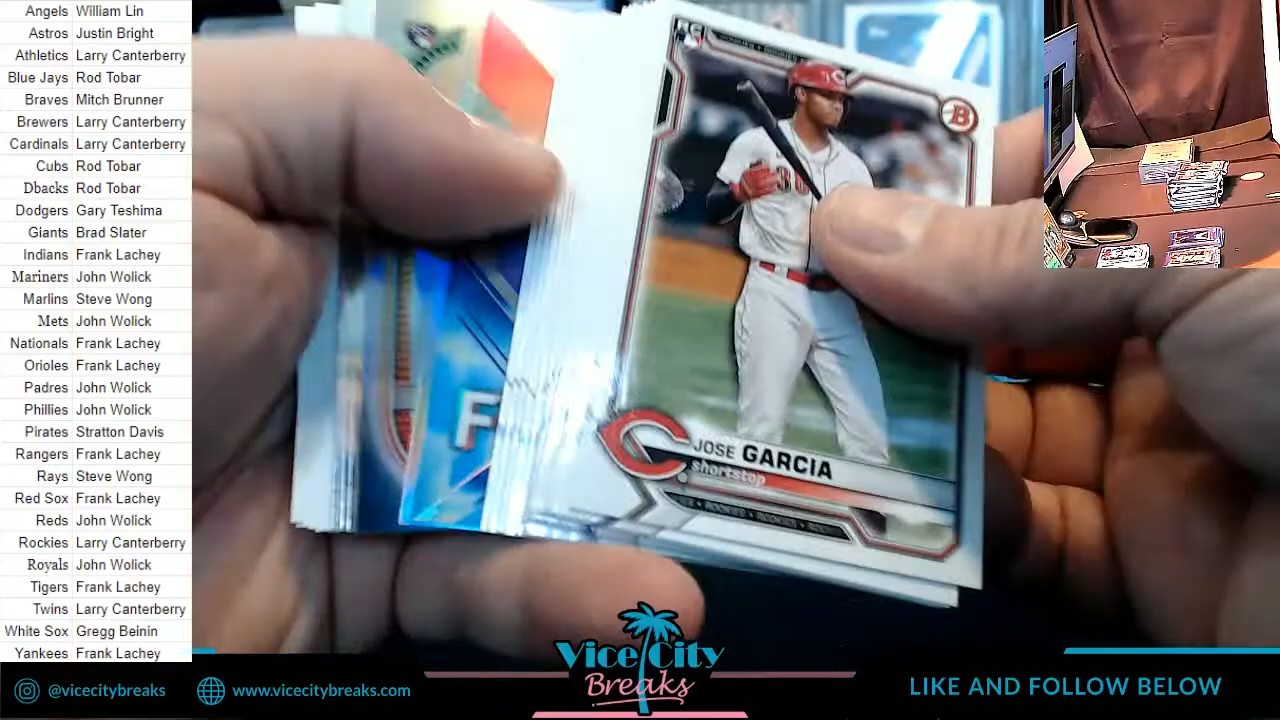 Angels William Lin
Astros Justin Bright
Athletics Larry Canterberry
Blue Jays Rod Tobar
Braves Mitch Brunner
Brewers Larry Canterberry
Cardinals Larry Canterberry
Cubs Rod Tobar
Dbacks Rod Tobar
Dodgers Gary Teshima
Giants Brad Slater
Indians Frank Lachey
Mariners John Wolick
Marlins Steve Wong
Mets John Wolick
Nationals Frank Lachey
Orioles Frank Lachey
Padres John Wolick
Phillies John Wolick
Pirates Stratton Davis
Rangers Frank Lachey
Rays Steve Wong
Red Sox Frank Lachey
Reds John Wolick
Rockies Larry Canterberry
Royals John Wolick
Tigers Frank Lachey
Twins Larry Canterberry
White Sox Gregg Beinin
Yankees Frank Lachey
B
C
JOSE GARCIA
shortstop
F
@vicecitybreaks
www.vicecitybreaks.com
Vice City
Breaks
LIKE AND FOLLOW BELOW